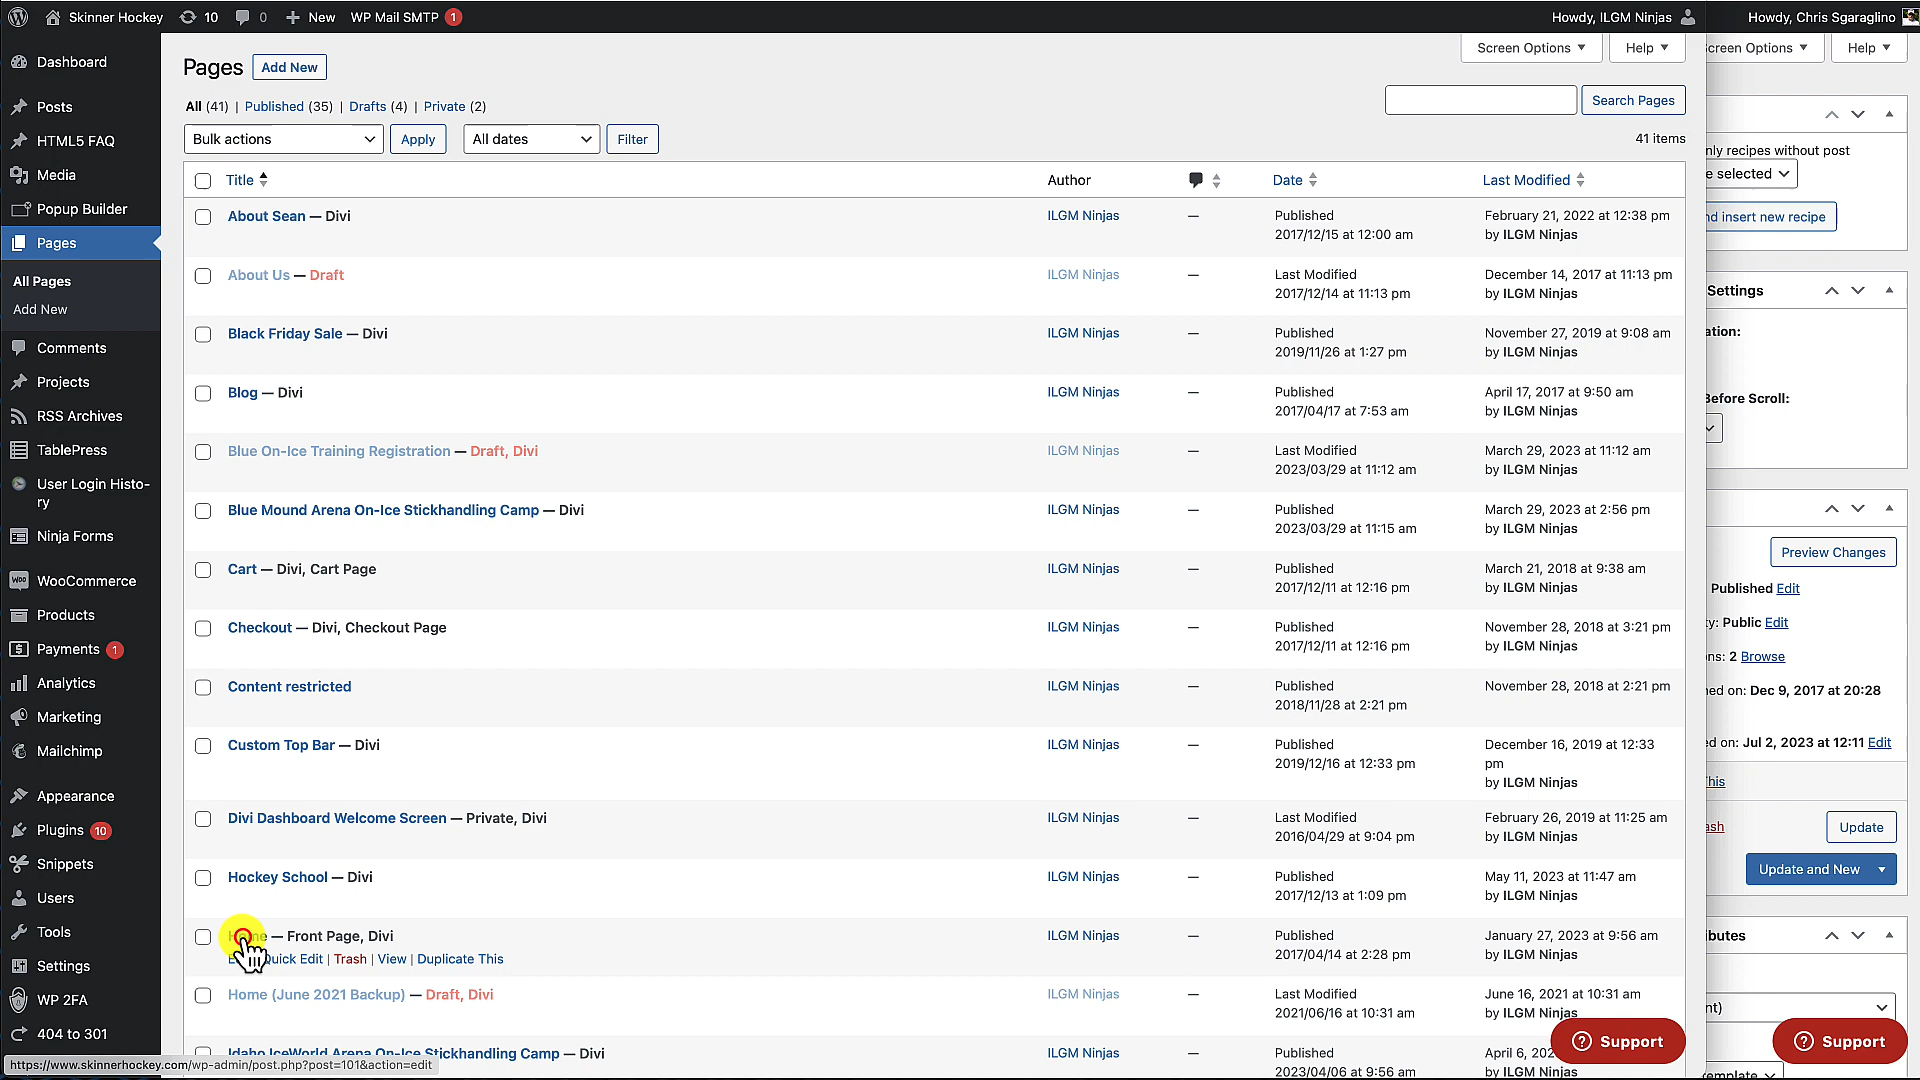 Skinner Hockey 10 0 New WP Mail SMTP 1 Howdy, ILGM Ninjas
Howdy, Chris Sgaraglino
Dashboard
Posts
HTML5 FAQ
Media
Popup Builder
Pages
All Pages
Add New
Comments
Projects
RSS Archives
TablePress
User Login Histo-
ry
Ninja Forms
WooCommerce
Products
Payments 1
Analytics
Marketing
Mailchimp
Appearance
Plugins 10
Snippets
Users
Tools
Settings
WP 2FA
404 to 301
Screen Options Help
Pages Add New
All (41) | Published (35) | Drafts (4) | Private (2)
Search Pages
Bulk actions Apply All dates Filter 41 items
Title Author Date Last Modified
About Sean — Divi ILGM Ninjas — Published February 21, 2022 at 12:38 pm
2017/12/15 at 12:00 am by ILGM Ninjas
About Us — Draft ILGM Ninjas — Last Modified December 14, 2017 at 11:13 pm
2017/12/14 at 11:13 pm by ILGM Ninjas
Black Friday Sale — Divi ILGM Ninjas — Published November 27, 2019 at 9:08 am
2019/11/26 at 1:27 pm by ILGM Ninjas
Blog — Divi ILGM Ninjas — Published April 17, 2017 at 9:50 am
2017/04/17 at 7:53 am by ILGM Ninjas
Blue On-Ice Training Registration — Draft, Divi ILGM Ninjas — Last Modified March 29, 2023 at 11:12 am
2023/03/29 at 11:12 am by ILGM Ninjas
Blue Mound Arena On-Ice Stickhandling Camp — Divi ILGM Ninjas — Published March 29, 2023 at 2:56 pm
2023/03/29 at 11:15 am by ILGM Ninjas
Cart — Divi, Cart Page ILGM Ninjas — Published March 21, 2018 at 9:38 am
2017/12/11 at 12:16 pm by ILGM Ninjas
Checkout — Divi, Checkout Page ILGM Ninjas — Published November 28, 2018 at 3:21 pm
2017/12/11 at 12:16 pm by ILGM Ninjas
Content restricted ILGM Ninjas — Published November 28, 2018 at 2:21 pm
2018/11/28 at 2:21 pm
Custom Top Bar — Divi ILGM Ninjas — Published December 16, 2019 at 12:33
2019/12/16 at 12:33 pm pm
by ILGM Ninjas
Divi Dashboard Welcome Screen — Private, Divi ILGM Ninjas — Last Modified February 26, 2019 at 11:25 am
2016/04/29 at 9:04 pm by ILGM Ninjas
Hockey School — Divi ILGM Ninjas — Published May 11, 2023 at 11:47 am
2017/12/13 at 1:09 pm by ILGM Ninjas
Home — Front Page, Divi ILGM Ninjas — Published January 27, 2023 at 9:56 am
Quick Edit | Trash | View | Duplicate This 2017/04/14 at 2:28 pm by ILGM Ninjas
Home (June 2021 Backup) — Draft, Divi ILGM Ninjas — Last Modified June 16, 2021 at 10:31 am
2021/06/16 at 10:31 am by ILGM Ninjas
Idaho IceWorld Arena On-Ice Stickhandling Camp — Divi ILGM Ninjas — Published April 6, 202
2023/04/06 at 9:56 am by ILGM Ninjas
https://www.skinnerhockey.com/wp-admin/post.php?post=101&action=edit
Support
creen Options Help
nly recipes without post
e selected
nd insert new recipe
Settings
ation:
Before Scroll:
Preview Changes
Published Edit
ty: Public Edit
ns: 2 Browse
ed on: Dec 9, 2017 at 20:28
ed on: Jul 2, 2023 at 12:11 Edit
This
ash Update
Update and New
butes
nt)
Support
template